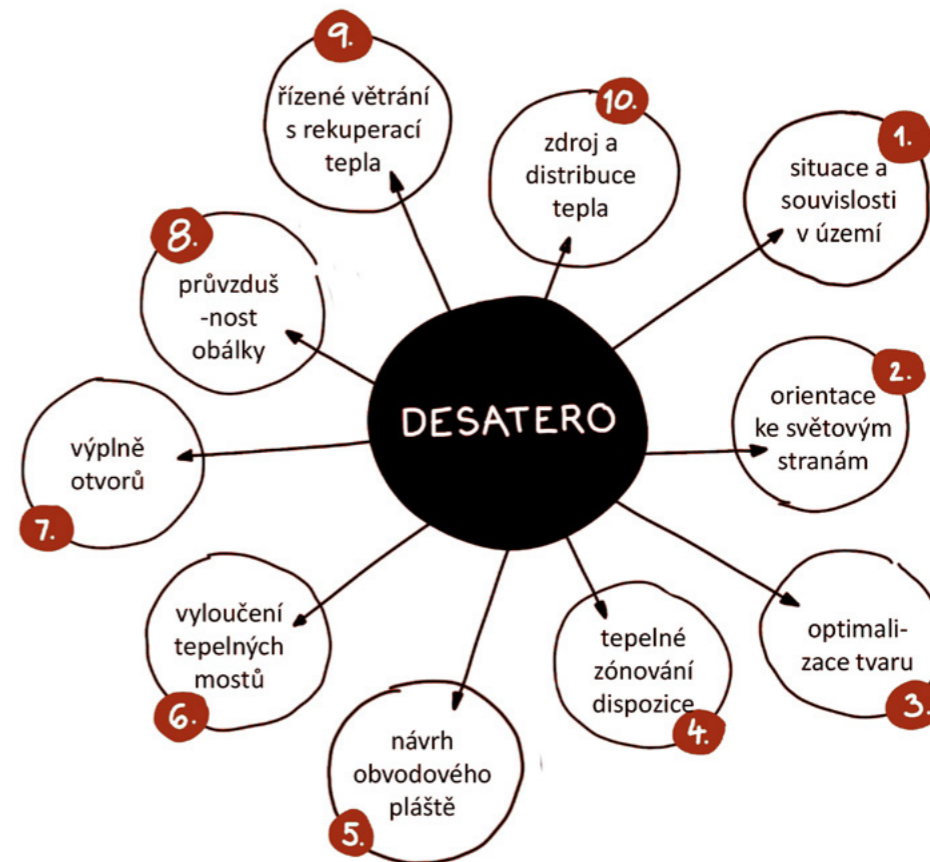 DESATERO
1.
situace a
souvislosti
v území
2.
orientace
ke světovým
stranám
3.
optimali-
zace tvaru
4.
tepelné
zónování
dispozice
5.
návrh
obvodového
pláště
6.
vyloučení
tepelných
mostů
7.
výplně
otvorů
8.
průvzduš
-nost
obálky
9.
řízené větrání
s rekuperací
tepla
10.
zdroj a
distribuce
tepla